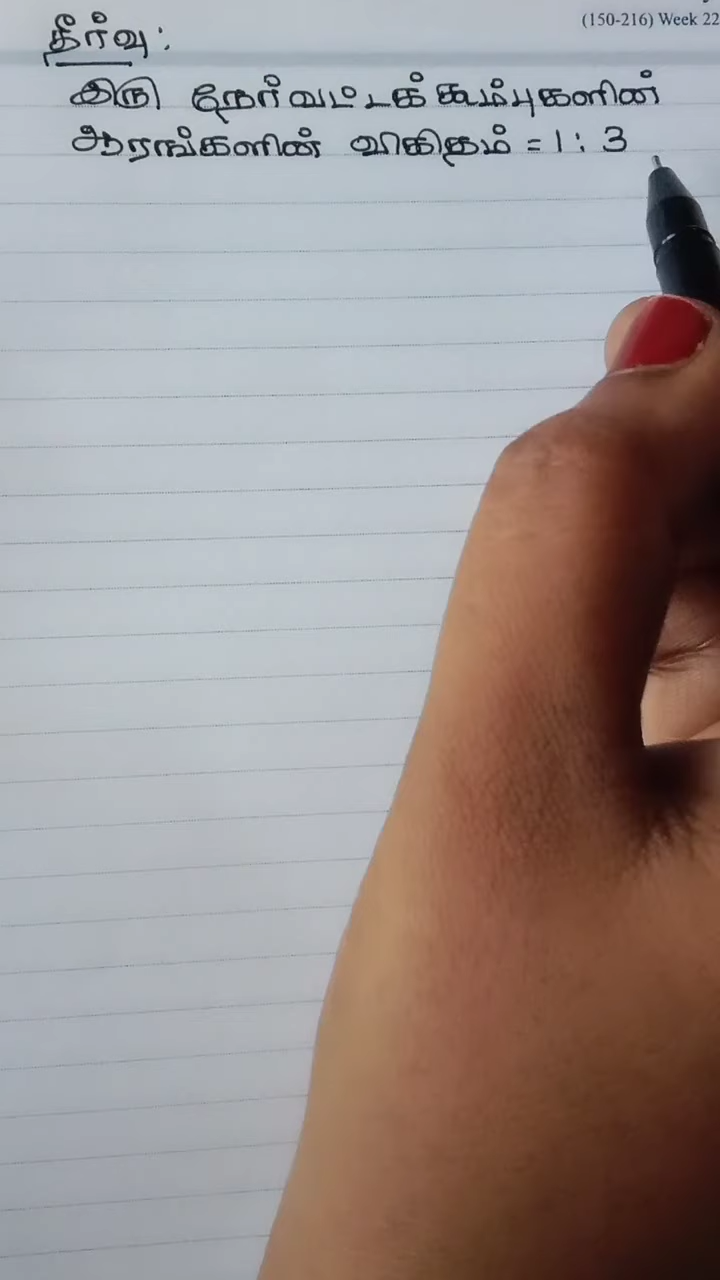 (150-216) Week 22
தீர்வு :
இரு நேர் வட்டக் கூம்புகளின்
ஆரங்களின் விகிதம் = 1 : 3